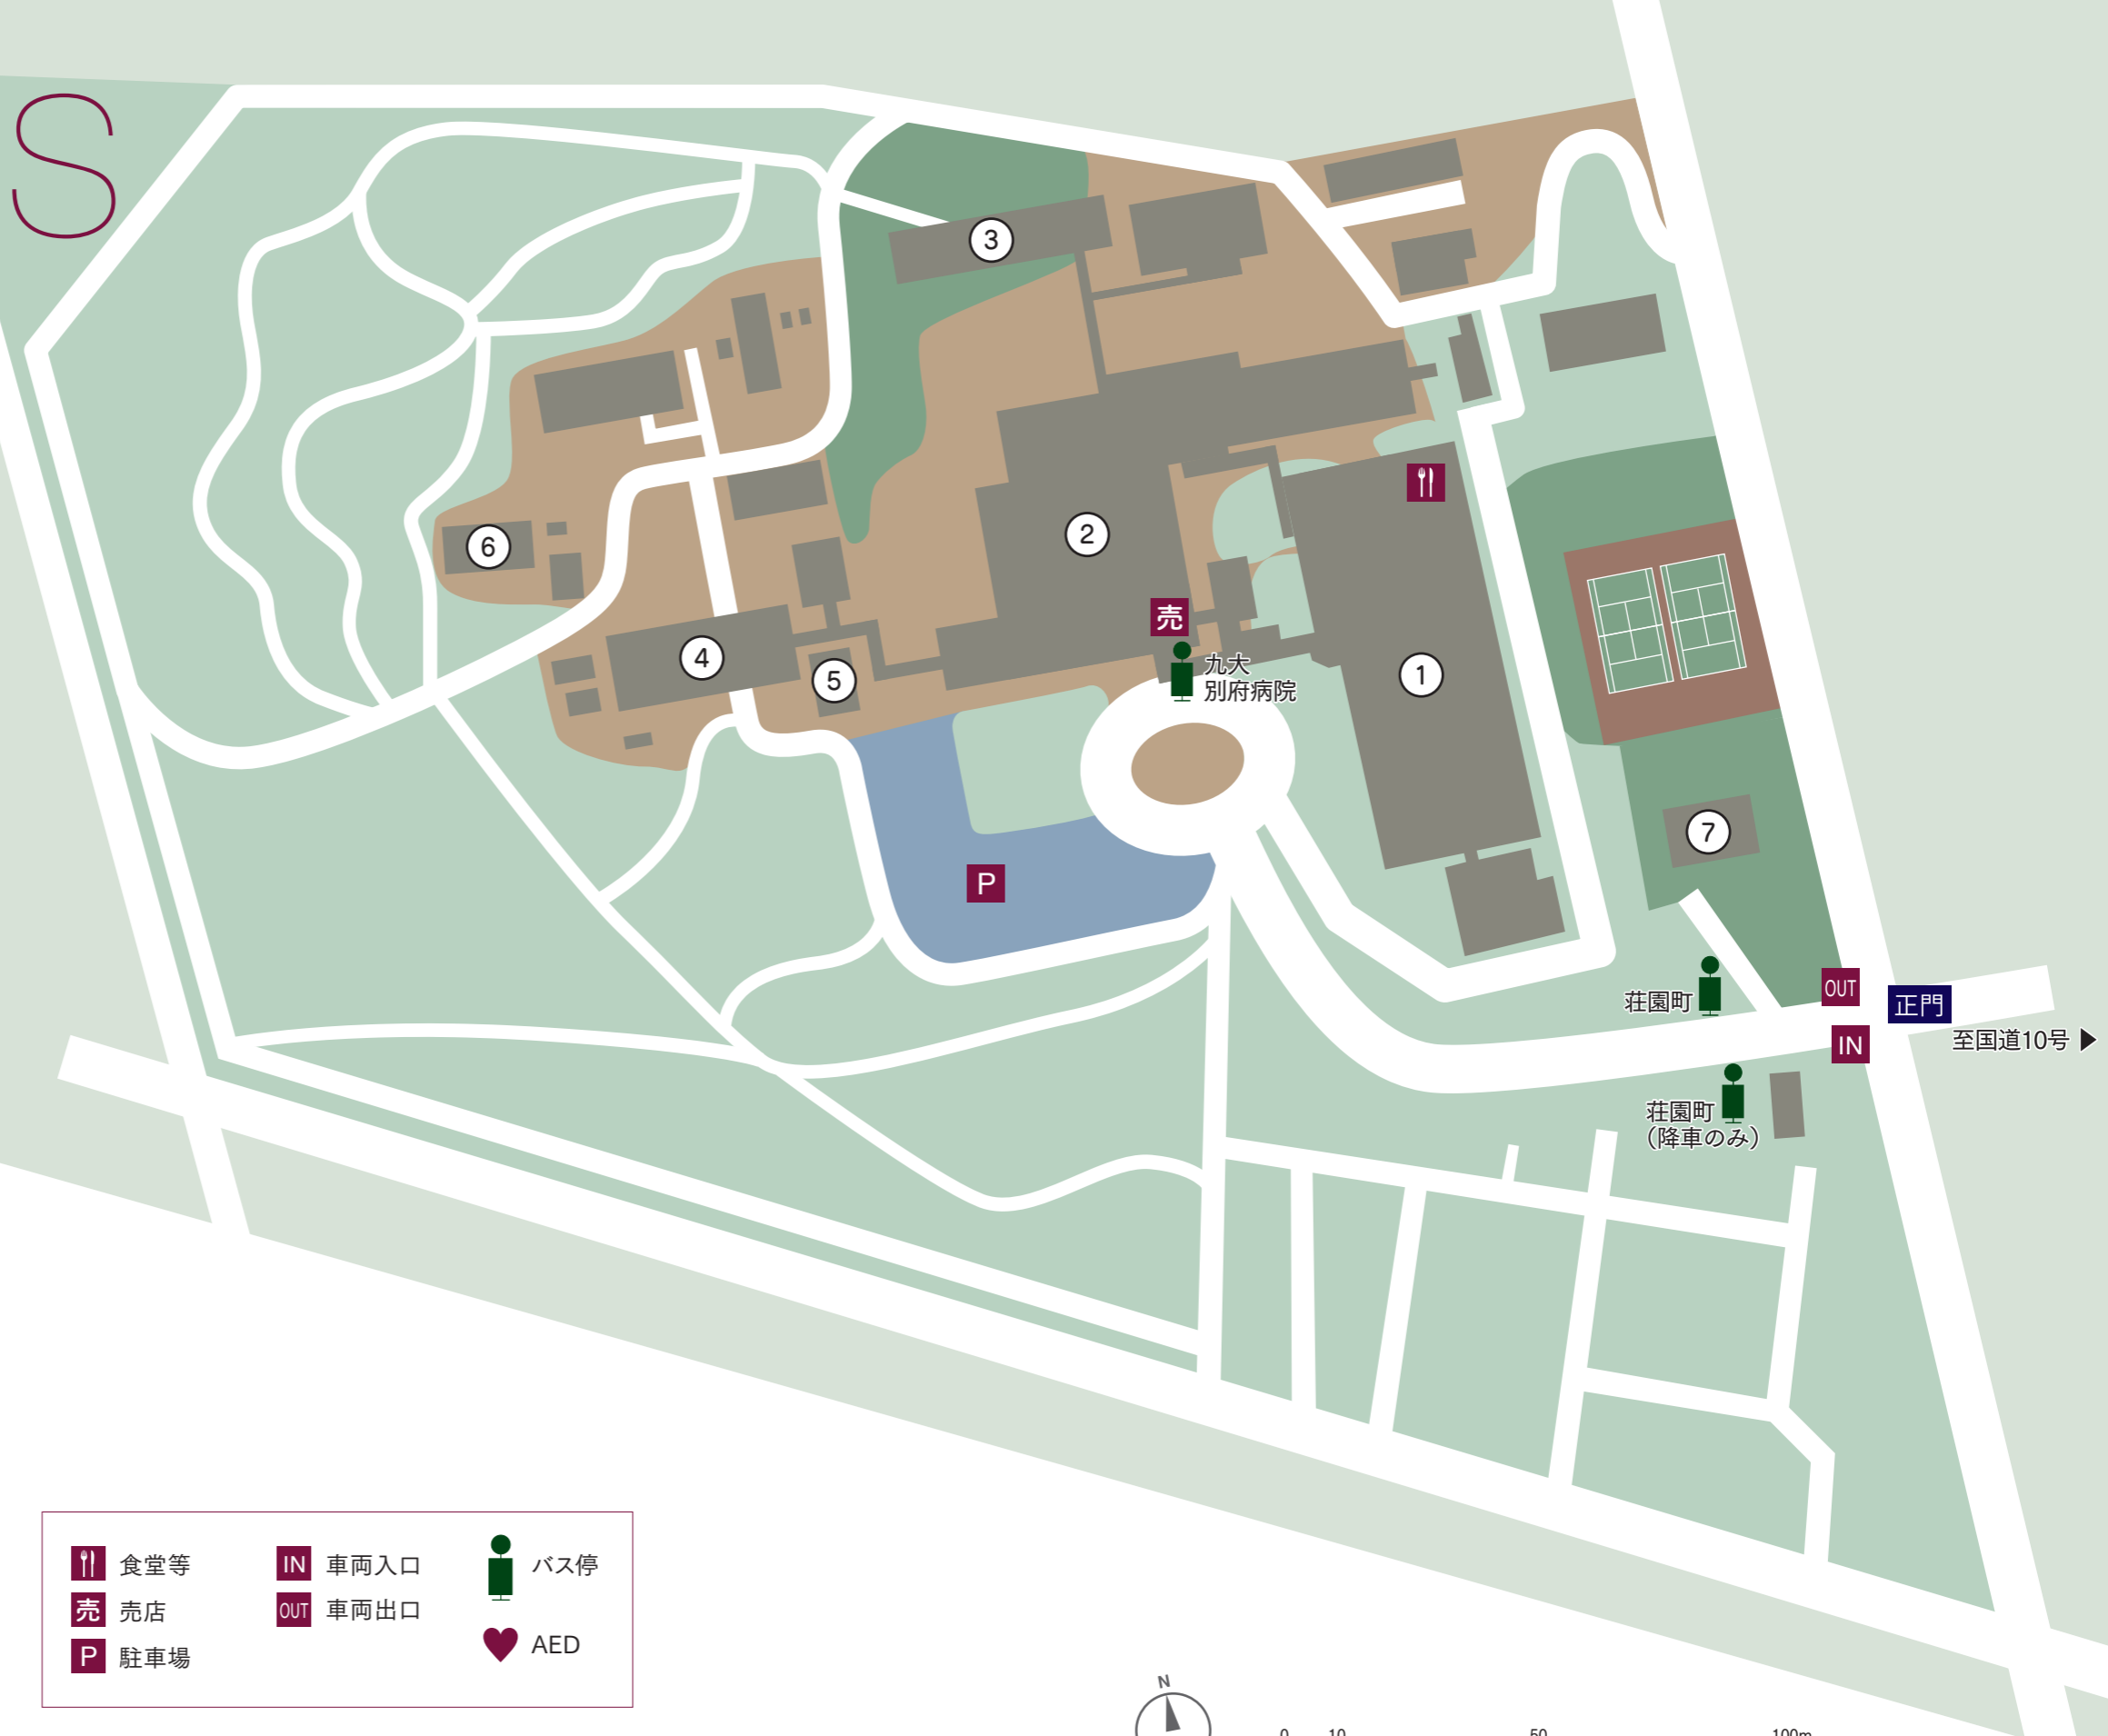 S
3
6
2
売
4
5
九大
別府病院
1
7
P
荘園町
OUT
正門
IN
至国道10号
荘園町
（降車のみ）
食堂等
IN 車両入口
バス停
売 売店
OUT 車両出口
P 駐車場
AED
N
0 10 50 100m